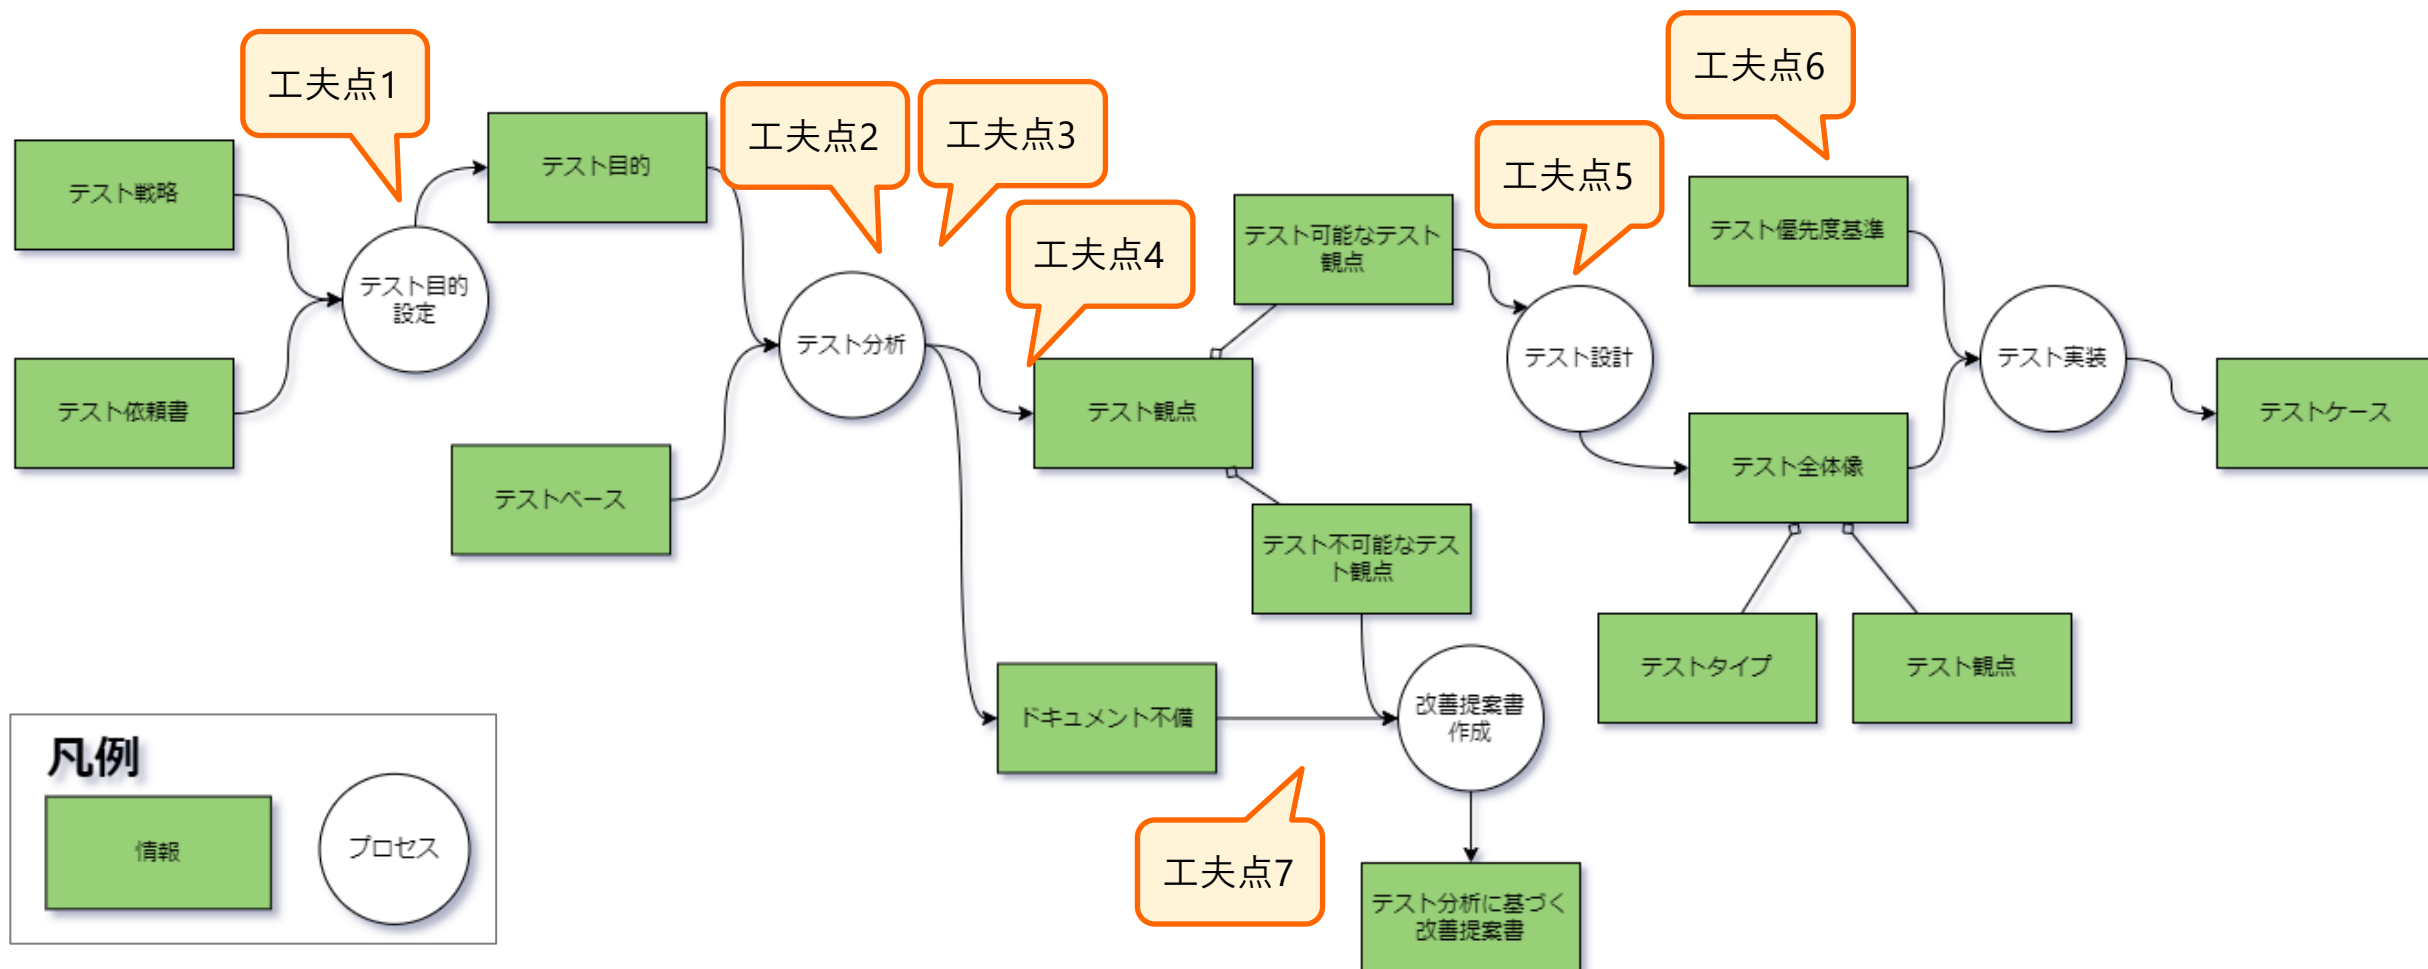 工夫点1
工夫点2
工夫点3
工夫点4
工夫点5
工夫点6
テスト戦略
テスト依頼書
テスト目的
設定
テスト目的
テストベース
テスト分析
テスト観点
テスト可能なテスト
観点
テスト不可能なテス
ト観点
ドキュメント不備
改善提案書
作成
工夫点7
テスト分析に基づく
改善提案書
テスト設計
テスト優先度基準
テスト全体像
テストタイプ
テスト観点
テスト実装
テストケース
凡例
情報
プロセス